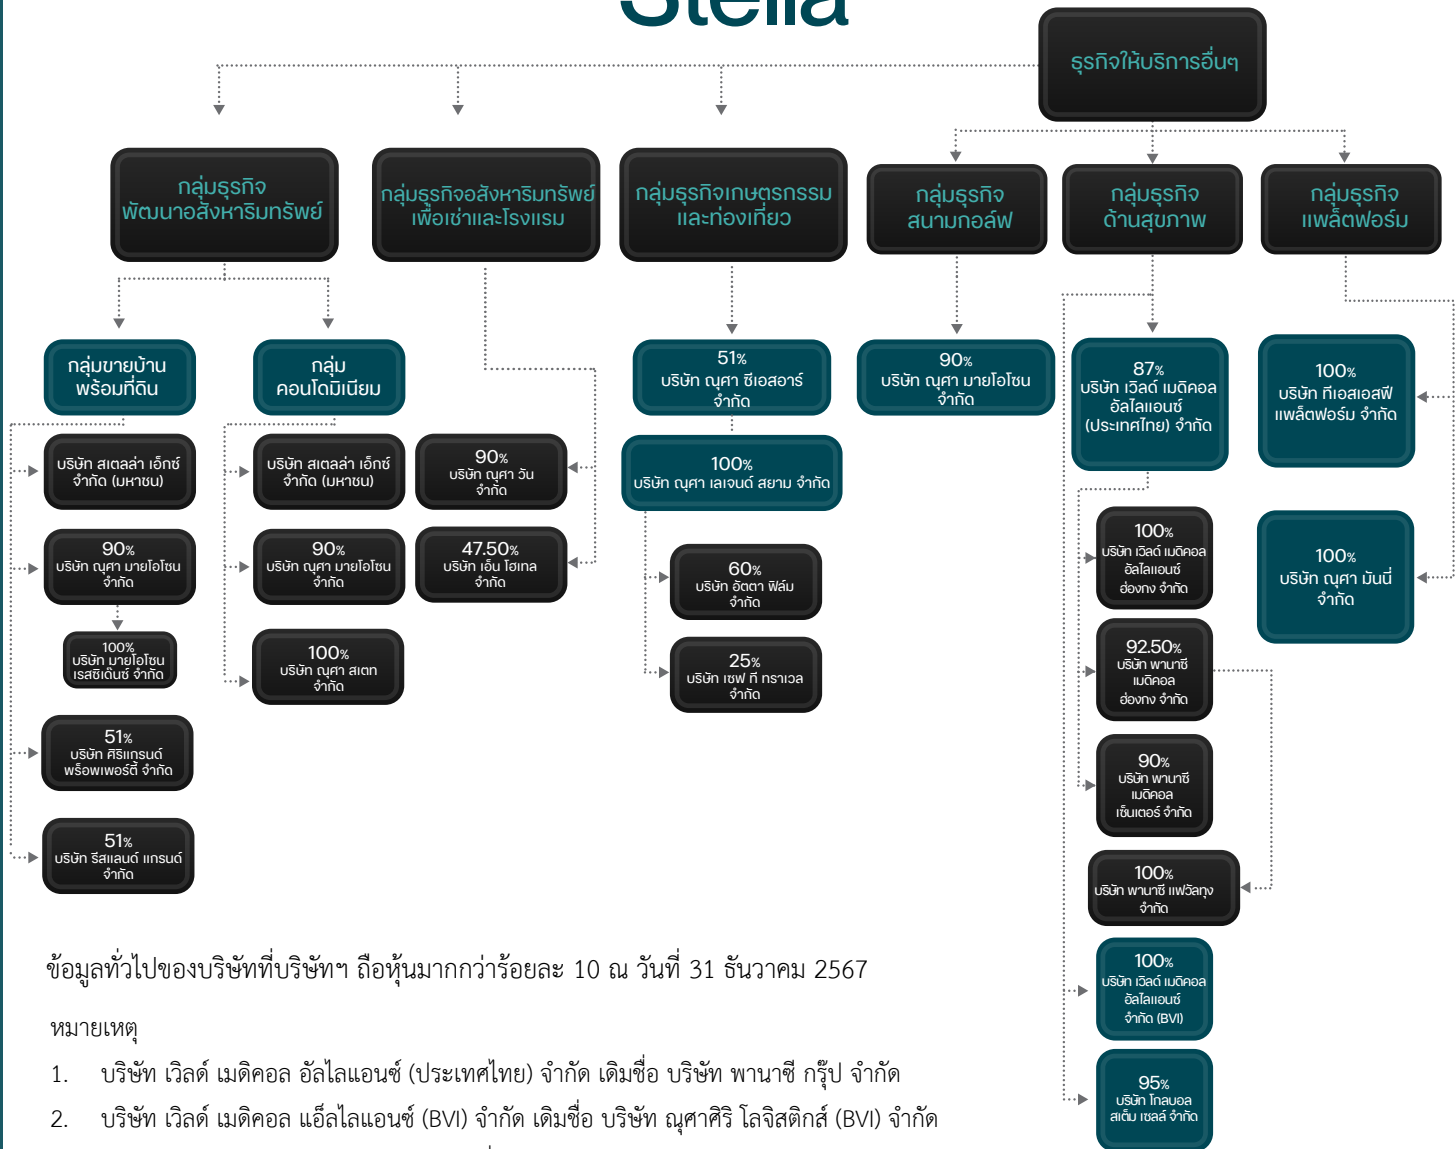 Stella
ธุรกิจให้บริการอื่นๆ
กลุ่มธุรกิจ
พัฒนาอสังหาริมทรัพย์
กลุ่มธุรกิจอสังหาริมทรัพย์
เพื่อเช่าและโรงแรม
กลุ่มธุรกิจเกษตรกรรม
และท่องเที่ยว
กลุ่มธุรกิจ
สนามกอล์ฟ
กลุ่มธุรกิจ
ด้านสุขภาพ
กลุ่มธุรกิจ
แพล็ตฟอร์ม
กลุ่มขายบ้าน
พร้อมที่ดิน
บริษัท สเตลล่า เอ็กซ์
จำกัด (มหาชน)
90%
บริษัท ณุศา มายโอโซน
จำกัด
100%
บริษัท มายโอโซน
เรสซิเด้นซ์ จำกัด
51%
บริษัท ศิริแกรนด์
พร็อพเพอร์ตี้ จำกัด
51%
บริษัท รีสแลนด์ แกรนด์
จำกัด
กลุ่ม
คอนโดมิเนียม
บริษัท สเตลล่า เอ็กซ์
จำกัด (มหาชน)
90%
บริษัท ณุศา มายโอโซน
จำกัด
100%
บริษัท ณุศา สเตท
จำกัด
90%
บริษัท ณุศา วัน
จำกัด
47.50%
บริษัท เอ็น โฮเทล
จำกัด
51%
บริษัท ณุศา ซีเอสอาร์
จำกัด
100%
บริษัท ณุศา เลเจนด์ สยาม จำกัด
60%
บริษัท อัตตา ฟิล์ม
จำกัด
25%
บริษัท เซฟ ที ทราเวล
จำกัด
90%
บริษัท ณุศา มายโอโซน
จำกัด
87%
บริษัท เวิลด์ เมดิคอล
อัลไลแอนซ์
(ประเทศไทย) จำกัด
100%
บริษัท เวิลด์ เมดิคอล
อัลไลแอนซ์
ฮ่องกง จำกัด
92.50%
บริษัท พานาซี
เมดิคอล
ฮ่องกง จำกัด
90%
บริษัท พานาซี
เมดิคอล
เซ็นเตอร์ จำกัด
100%
บริษัท พานาซี แฟวัลทุง
จำกัด
100%
บริษัท เวิลด์ เมดิคอล
อัลไลแอนซ์
จำกัด (BVI)
95%
บริษัท โกลบอล
สเต็ม เซลล์ จำกัด
100%
บริษัท ทีเอสเอสพี
แพล็ตฟอร์ม จำกัด
100%
บริษัท ณุศา มันนี่
จำกัด
ข้อมูลทั่วไปของบริษัทที่บริษัทฯ ถือหุ้นมากกว่าร้อยละ 10 ณ วันที่ 31 ธันวาคม 2567
หมายเหตุ
1. บริษัท เวิลด์ เมดิคอล อัลไลแอนซ์ (ประเทศไทย) จำกัด เดิมชื่อ บริษัท พานาซี กรุ๊ป จำกัด
2. บริษัท เวิลด์ เมดิคอล แอ็ลไลแอนซ์ (BVI) จำกัด เดิมชื่อ บริษัท ณุศาศิริ โลจิสติกส์ (BVI) จำกัด